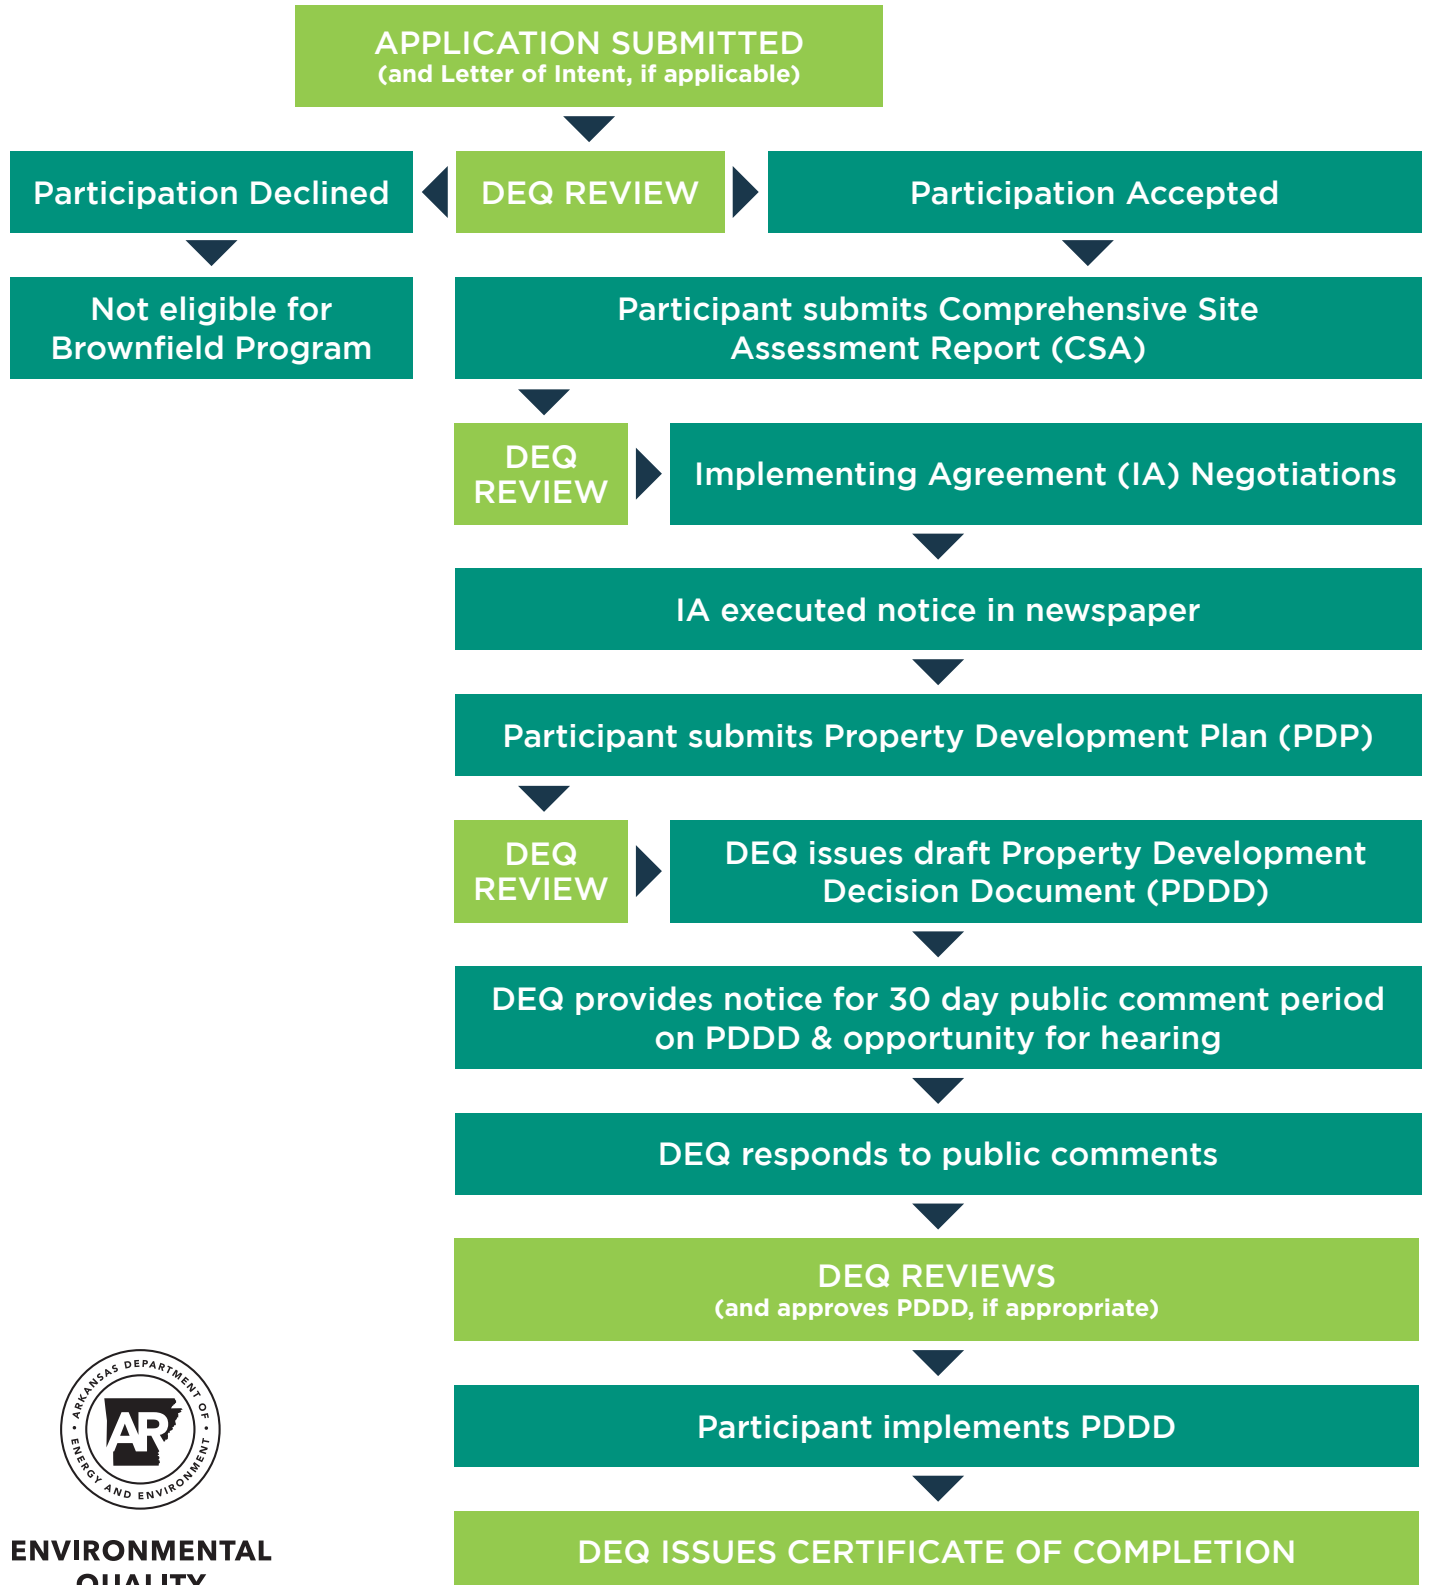 APPLICATION SUBMITTED
(and Letter of Intent, if applicable)
Participation Declined
DEQ REVIEW
Participation Accepted
Not eligible for
Brownfield Program
Participant submits Comprehensive Site
Assessment Report (CSA)
DEQ
REVIEW
Implementing Agreement (IA) Negotiations
IA executed notice in newspaper
Participant submits Property Development Plan (PDP)
DEQ
REVIEW
DEQ issues draft Property Development
Decision Document (PDDD)
DEQ provides notice for 30 day public comment period
on PDDD & opportunity for hearing
DEQ responds to public comments
DEQ REVIEWS
(and approves PDDD, if appropriate)
Participant implements PDDD
DEQ ISSUES CERTIFICATE OF COMPLETION
• ARKANSAS DEPARTMENT OF •
ENERGY AND ENVIRONMENT
AR
ENVIRONMENTAL
QUALITY